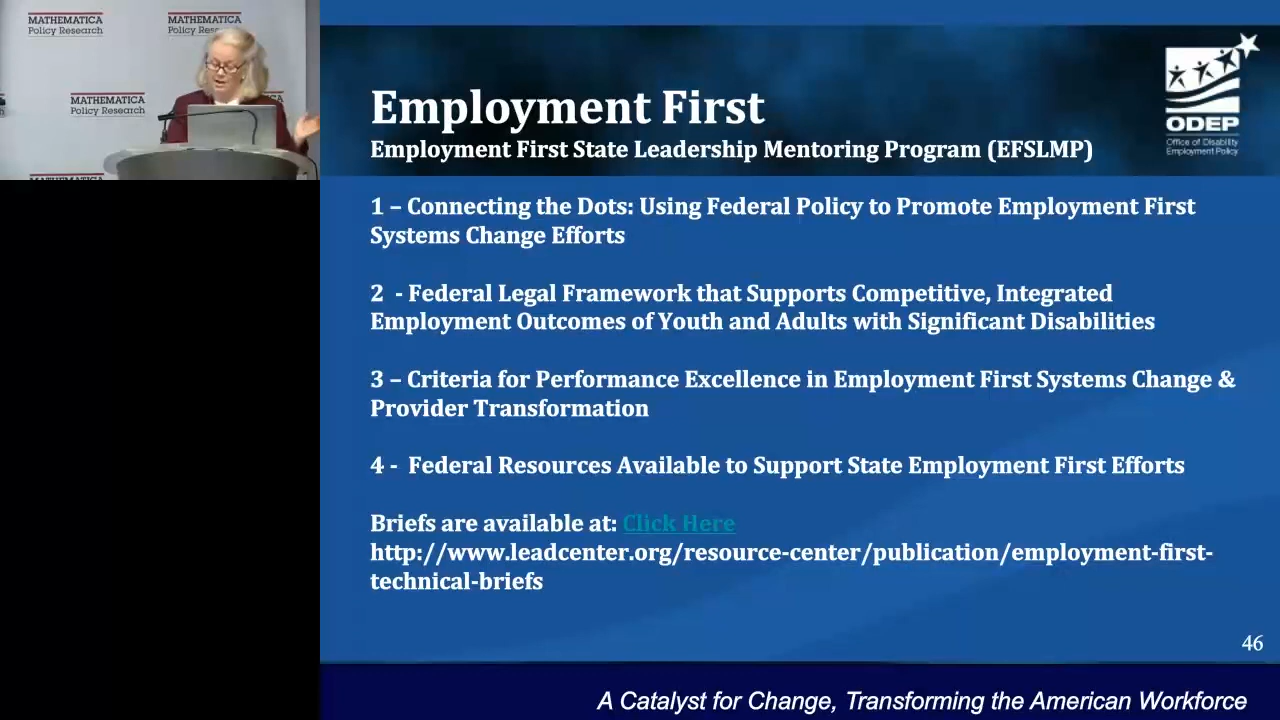 MATHEMATICA
Policy Research
MATHEMATICA
Policy
MATHEMATICA
Policy Research
Employment First
Employment First State Leadership Mentoring Program (EFSLMP)
ODEP
Office of Disability
Employment Policy
1 – Connecting the Dots: Using Federal Policy to Promote Employment First
Systems Change Efforts
2  - Federal Legal Framework that Supports Competitive, Integrated
Employment Outcomes of Youth and Adults with Significant Disabilities
3 – Criteria for Performance Excellence in Employment First Systems Change &
Provider Transformation
4 -  Federal Resources Available to Support State Employment First Efforts
Briefs are available at: Click Here
http://www.leadcenter.org/resource-center/publication/employment-first-
technical-briefs
46
A Catalyst for Change, Transforming the American Workforce